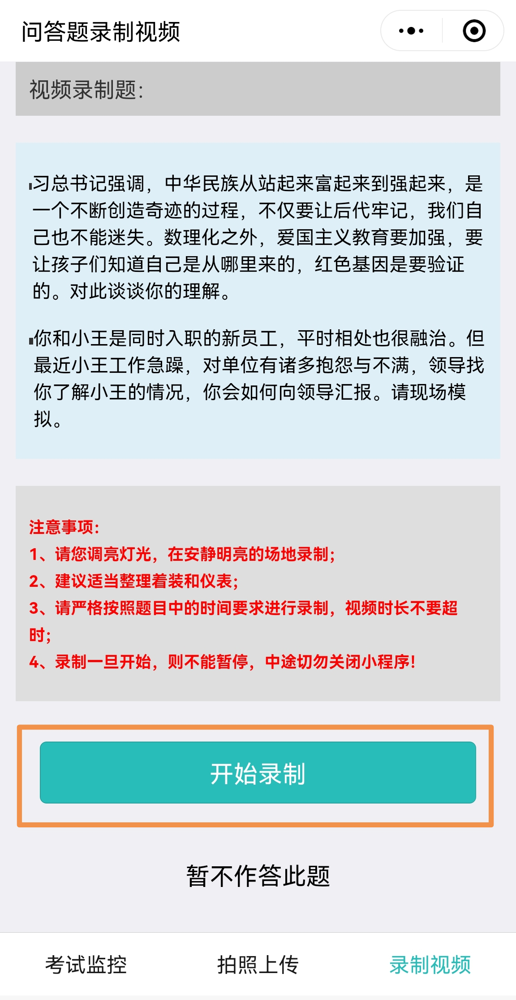 问答题录制视频
视频录制题：
习总书记强调，中华民族从站起来富起来到强起来，是
一个不断创造奇迹的过程，不仅要让后代牢记，我们自
己也不能迷失。数理化之外，爱国主义教育要加强，要
让孩子们知道自己是从哪里来的，红色基因是要验证
的。对此谈谈你的理解。
你和小王是同时入职的新员工，平时相处也很融治。但
最近小王工作急躁，对单位有诸多抱怨与不满，领导找
你了解小王的情况，你会如何向领导汇报。请现场模
拟。
注意事项：
1、请您调亮灯光，在安静明亮的场地录制；
2、建议适当整理着装和仪表；
3、请严格按照题目中的时间要求进行录制，视频时长不要超
时；
4、录制一旦开始，则不能暂停，中途切勿关闭小程序！
开始录制
暂不作答此题
考试监控 拍照上传 录制视频